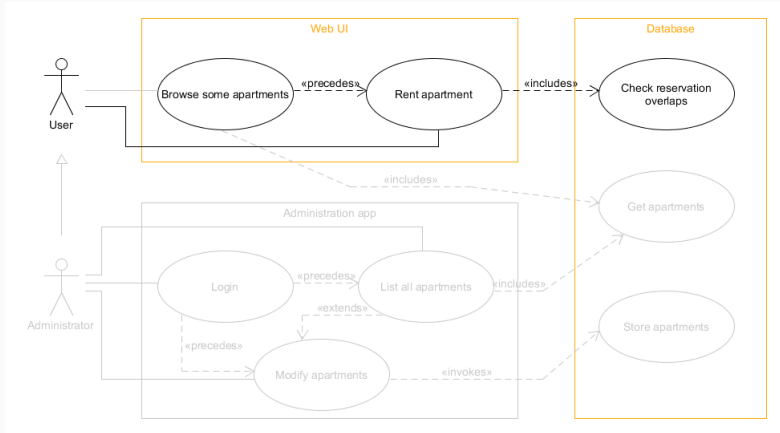 Web UI
Database
Browse some apartments
«precedes»
Rent apartment
«includes»
Check reservation
overlaps
User
«includes»
Get apartments
Administration app
Login
«precedes»
List all apartments
«includes»
«extends»
Administrator
Store apartments
«precedes»
Modify apartments
«invokes»